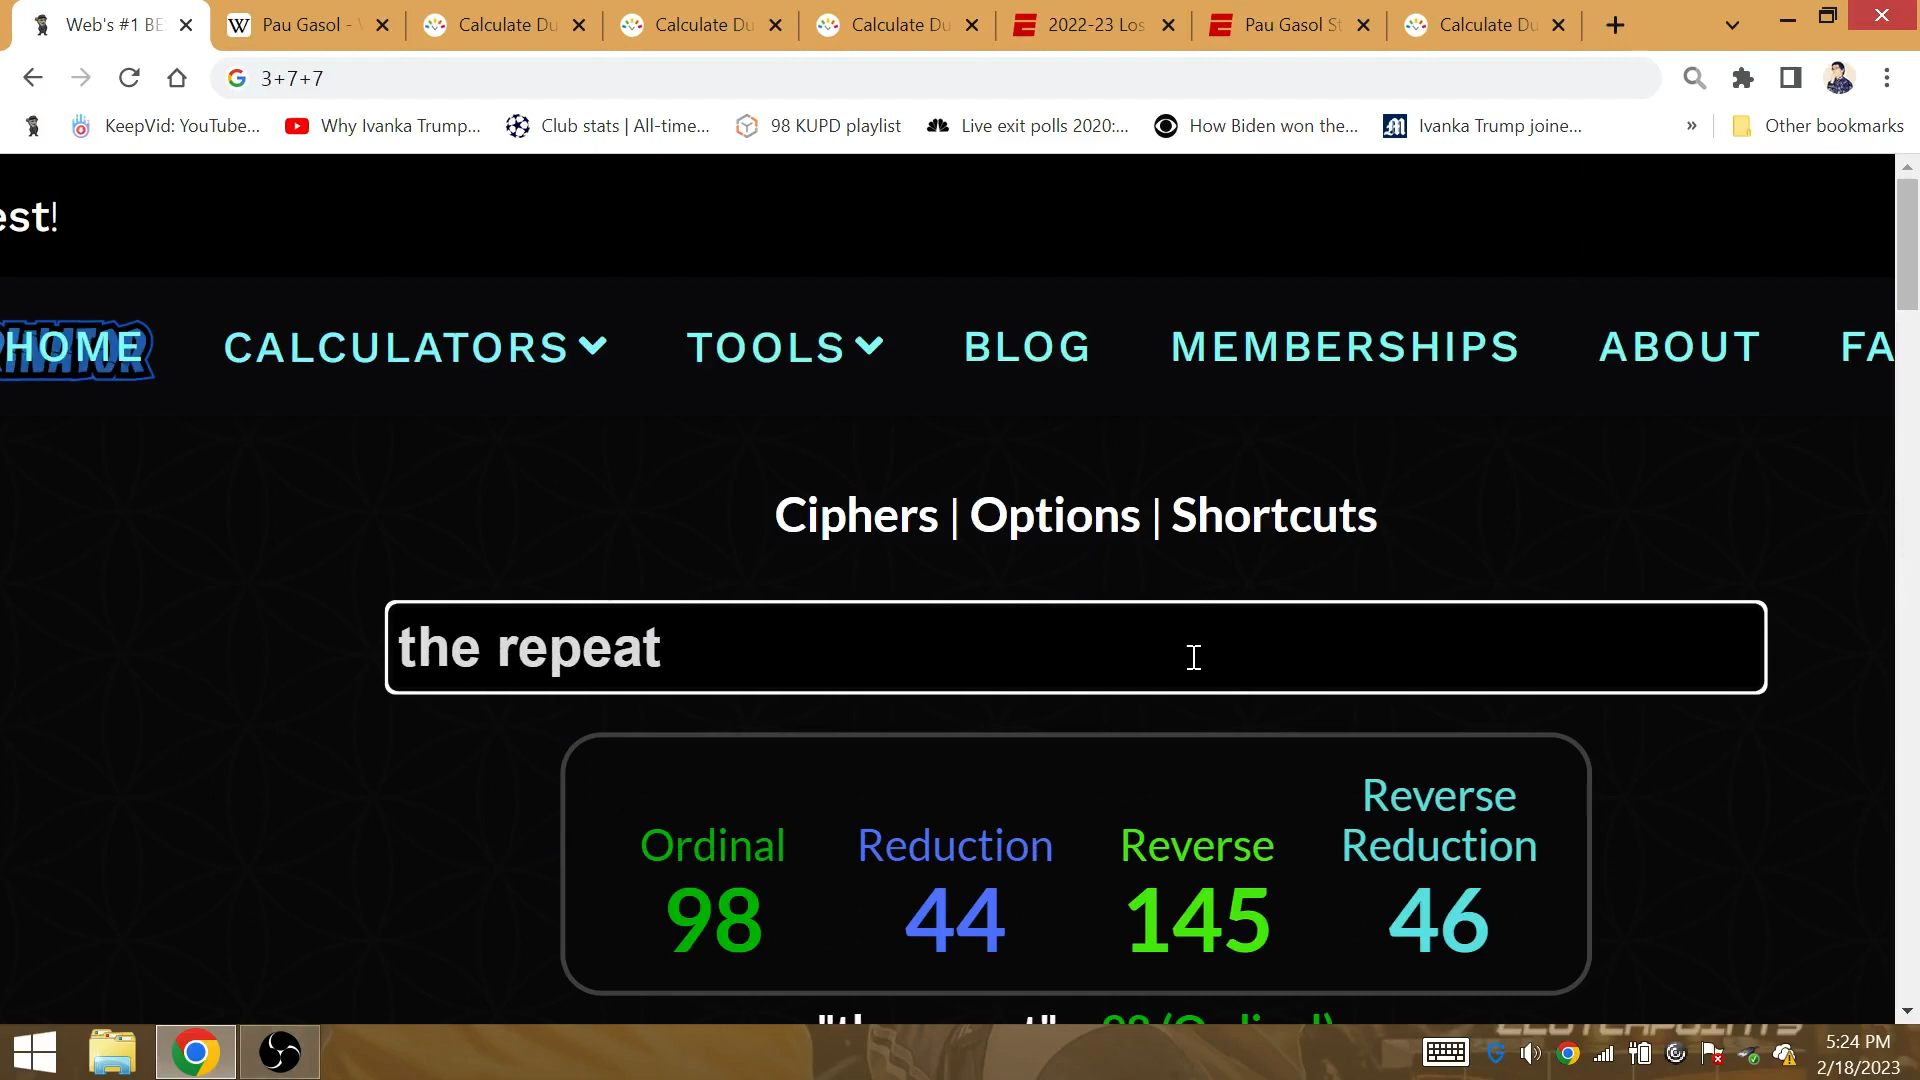 Web's #1 BE
Pau Gasol -
Calculate Du
Calculate Du
Calculate Du
2022-23 Los
Pau Gasol St
Calculate Du
3+7+7
KeepVid: YouTube...
Why Ivanka Trump...
Club stats | All-time...
98 KUPD playlist
Live exit polls 2020:...
How Biden won the...
Ivanka Trump joine...
»
Other bookmarks
est!
HOME
CALCULATORS
TOOLS
BLOG
MEMBERSHIPS
ABOUT
FA
Ciphers | Options | Shortcuts
the repeat
Ordinal
98
Reduction
44
Reverse
145
Reverse
Reduction
46
5:24 PM
2/18/2023